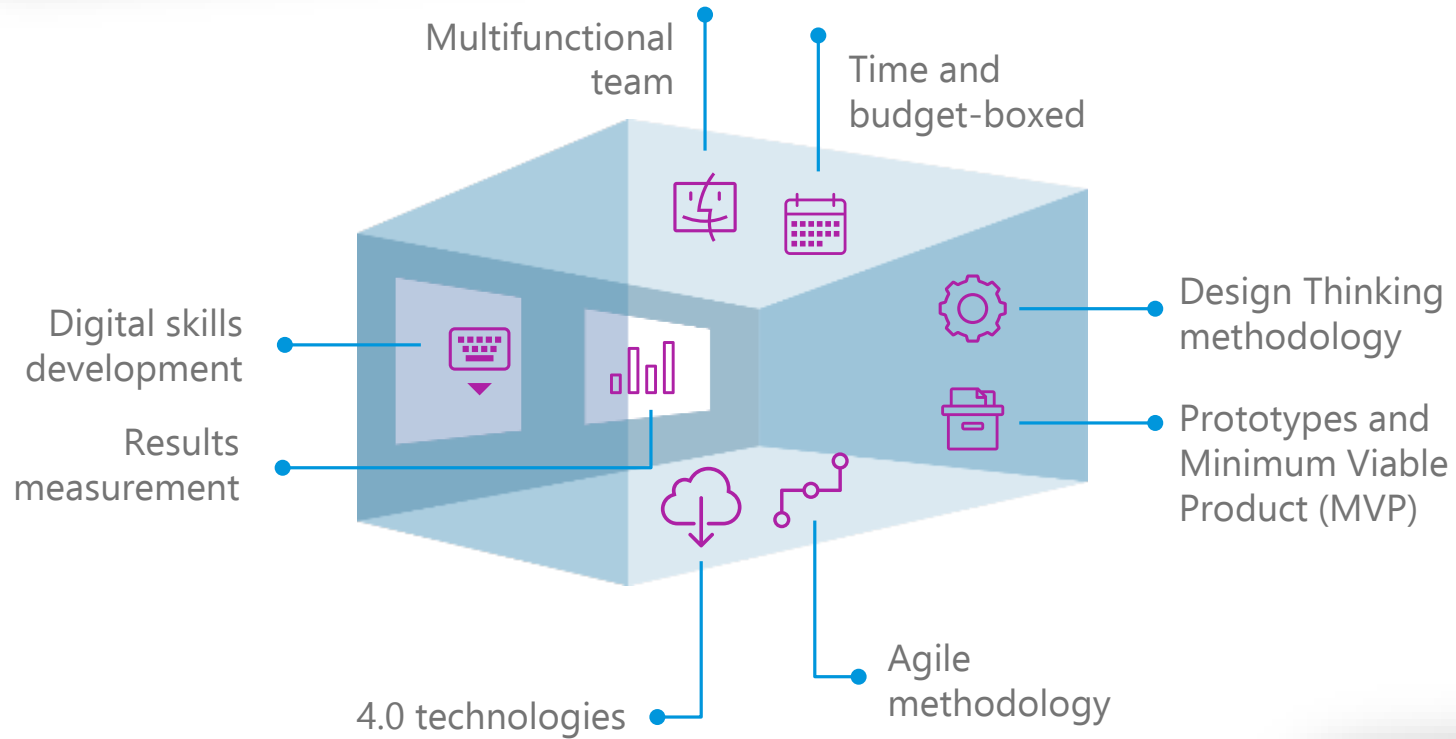 Multifunctional
team
Time and
budget-boxed
Design Thinking
methodology
Digital skills
development
Prototypes and
Minimum Viable
Product (MVP)
Results
measurement
Agile
methodology
4.0 technologies